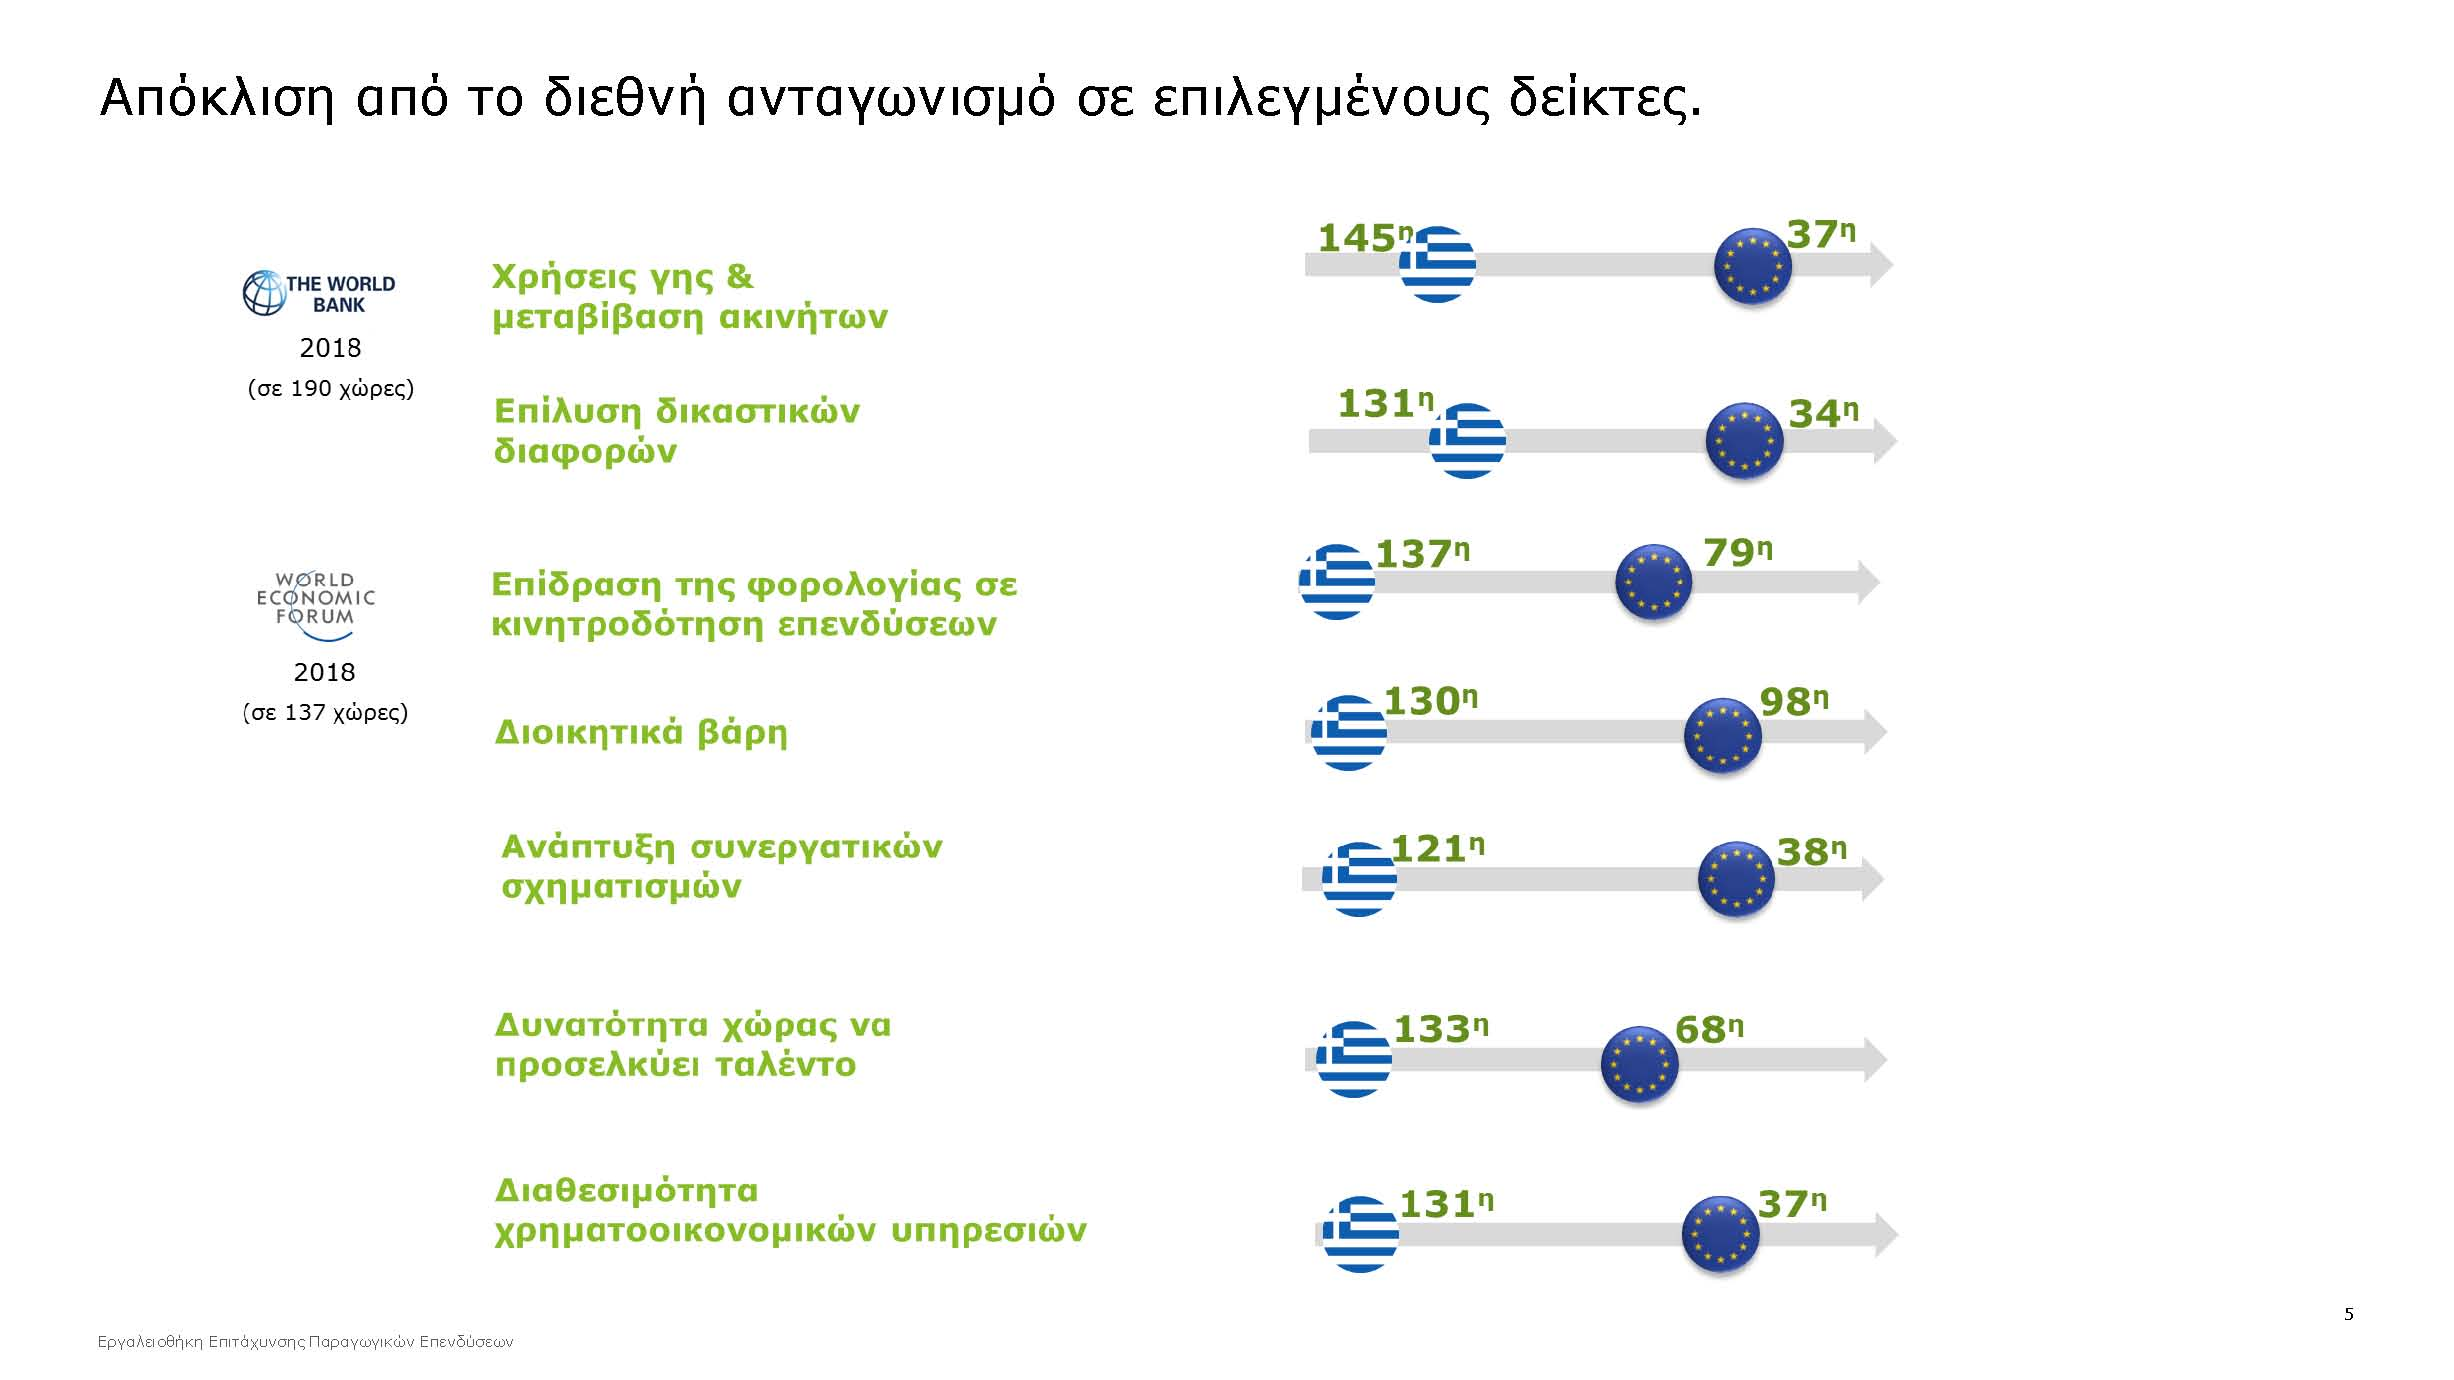 Απόκλιση από το διεθνή ανταγωνισμό σε επιλεγμένους δείκτες.
THE WORLD
BANK
2018
(σε 190 χώρες)
Χρήσεις γης &
μεταβίβαση ακινήτων
145η
37η
Επίλυση δικαστικών
διαφορών
131η
34η
WORLD
ECONOMIC
FORUM
2018
(σε 137 χώρες)
Επίδραση της φορολογίας σε
κινητροδότηση επενδύσεων
137η
79η
Διοικητικά βάρη
130η
98η
Ανάπτυξη συνεργατικών
σχηματισμών
121η
38η
Δυνατότητα χώρας να
προσελκύει ταλέντο
133η
68η
Διαθεσιμότητα
χρηματοοικονομικών υπηρεσιών
131η
37η
5
Εργαλειοθήκη Επιτάχυνσης Παραγωγικών Επενδύσεων